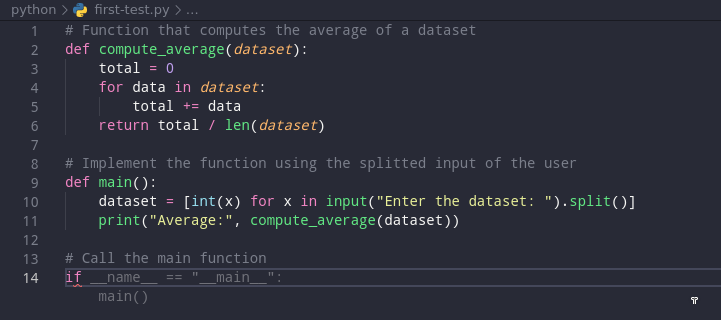 python > first-test.py > ...
1 # Function that computes the average of a dataset
2 def compute_average(dataset):
3     total = 0
4     for data in dataset:
5         total += data
6     return total / len(dataset)
7
8 # Implement the function using the splitted input of the user
9 def main():
10     dataset = [int(x) for x in input("Enter the dataset: ").split()]
11     print("Average:", compute_average(dataset))
12
13 # Call the main function
14 if __name__ == "__main__":
    main()